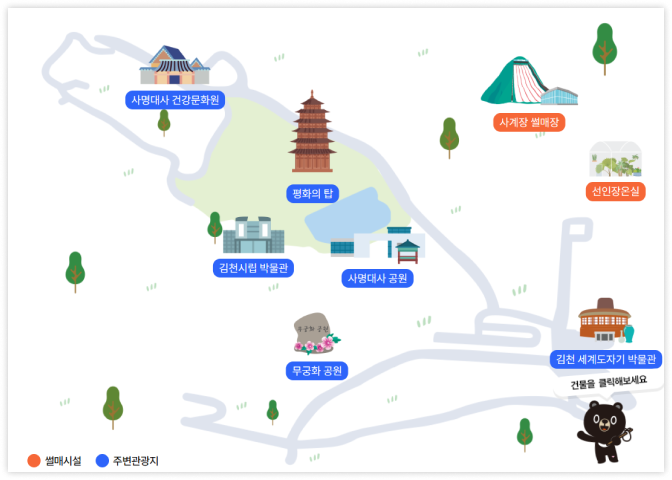 사명대사 건강문화원
사계장 썰매장
평화의 탑
선인장온실
김천시립 박물관
사명대사 공원
무궁화 공원
무궁화 공원
김천 세계도자기 박물관
건물을 클릭해보세요
썰매시설
주변관광지